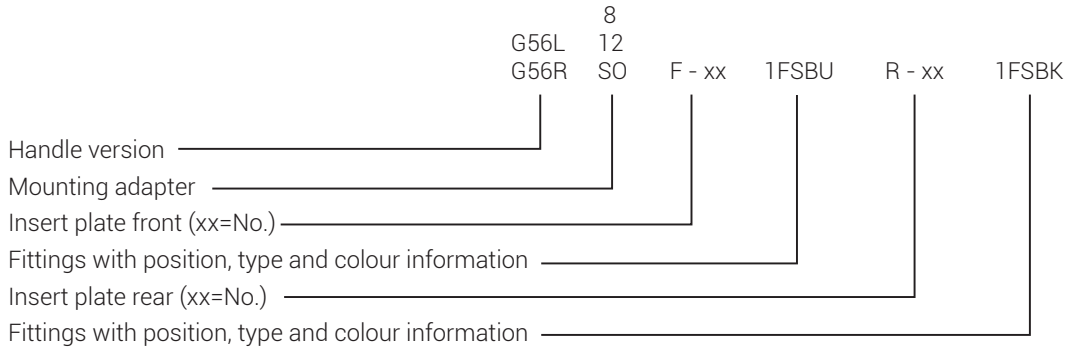 8
G56L 12
G56R SO F - xx 1FSBU R - xx 1FSBK
Handle version
Mounting adapter
Insert plate front (xx=No.)
Fittings with position, type and colour information
Insert plate rear (xx=No.)
Fittings with position, type and colour information